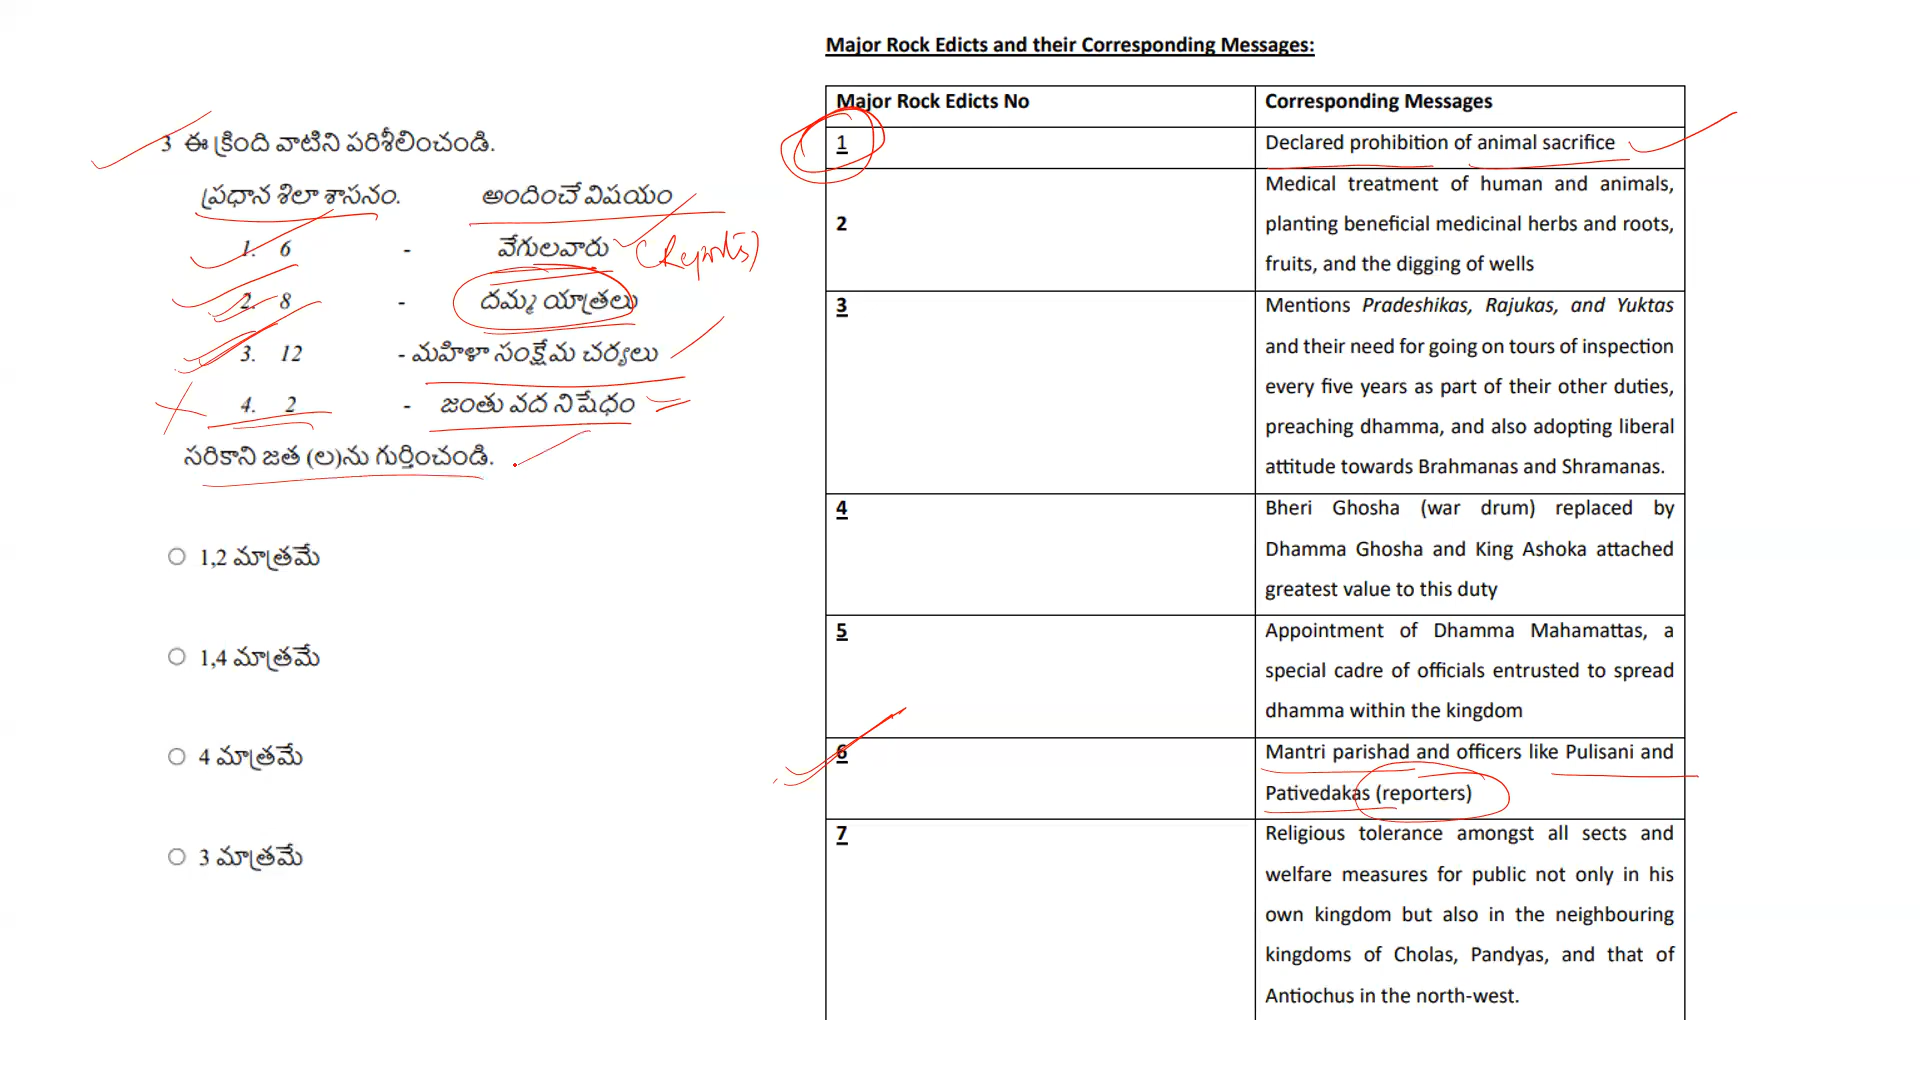 3 ఈ క్రింది వాటిని పరిశీలించండి.
ప్రధాన శిలా శాసనం. అందించే విషయం
1. 6 - వేగులవారు (Reports)
2. 8 - దమ్మ యాత్రలు
3. 12 - మహిళా సంక్షేమ చర్యలు
4. 2 - జంతు వద నిషేధం
సరికాని జత (ల)ను గుర్తించండి.
1,2 మాత్రమే
1,4 మాత్రమే
4 మాత్రమే
3 మాత్రమే
Major Rock Edicts and their Corresponding Messages:
Major Rock Edicts No Corresponding Messages
1 Declared prohibition of animal sacrifice
Medical treatment of human and animals,
2 planting beneficial medicinal herbs and roots,
fruits, and the digging of wells
3 Mentions Pradeshikas, Rajukas, and Yuktas
and their need for going on tours of inspection
every five years as part of their other duties,
preaching dhamma, and also adopting liberal
attitude towards Brahmanas and Shramanas.
4 Bheri Ghosha (war drum) replaced by
Dhamma Ghosha and King Ashoka attached
greatest value to this duty
5 Appointment of Dhamma Mahamattas, a
special cadre of officials entrusted to spread
dhamma within the kingdom
6 Mantri parishad and officers like Pulisani and
Pativedakas (reporters)
7 Religious tolerance amongst all sects and
welfare measures for public not only in his
own kingdom but also in the neighbouring
kingdoms of Cholas, Pandyas, and that of
Antiochus in the north-west.